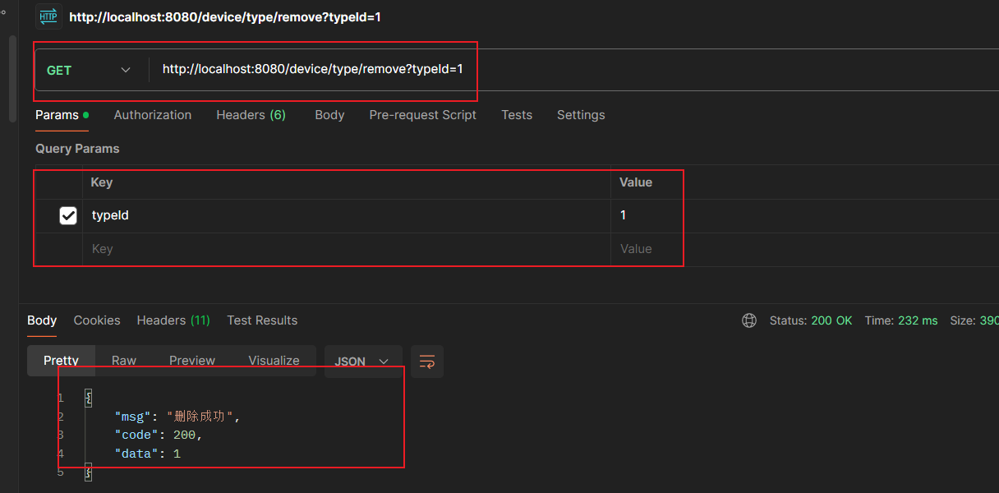 HTTP http://localhost:8080/device/type/remove?typeId=1
GET http://localhost:8080/device/type/remove?typeId=1
Params Authorization Headers (6) Body Pre-request Script Tests Settings
Query Params
Key Value
typeId 1
Key Value
Body Cookies Headers (11) Test Results Status: 200 OK Time: 232 ms Size: 390
Pretty Raw Preview Visualize JSON
1 {
2 "msg": "删除成功",
3 "code": 200,
4 "data": 1
5 }